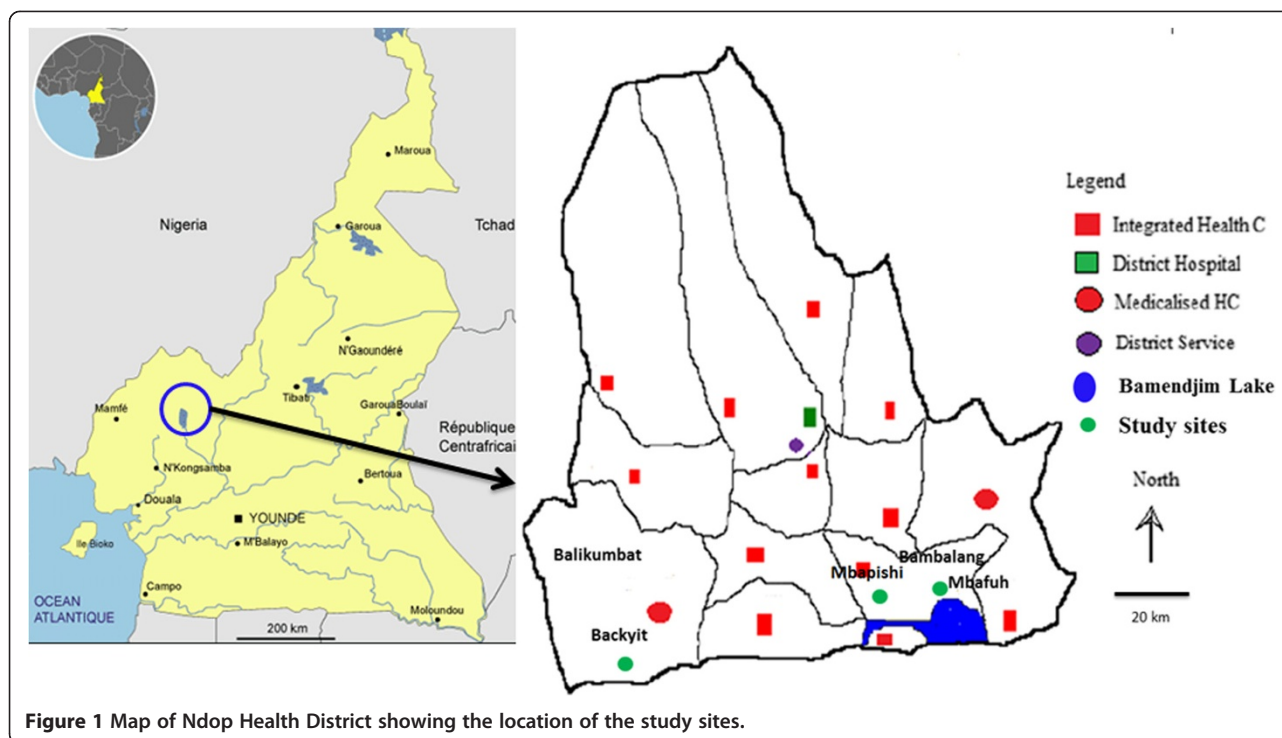 Maroua
Nigeria
Tchad
Garoua
N'Gaoundéré
Tibati
GarouaBoulaï
Mamfé
République
Centrafricai
N'Kongsamba
Bertoua
Douala
YOUNDE
Ile Bioko
M'Balayo
Campo
OCEAN
ATLANTIQUE
Moloundou
200 km
Balikumbat
Backyit
Mbapishi
Bambalang
Mbafuh
Legend
Integrated Health C
District Hospital
Medicalised HC
District Service
Bamendjim Lake
Study sites
North
20 km
Figure 1 Map of Ndop Health District showing the location of the study sites.